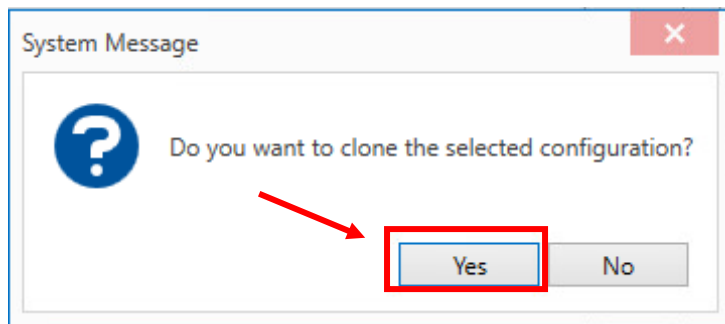 System Message
Do you want to clone the selected configuration?
Yes No